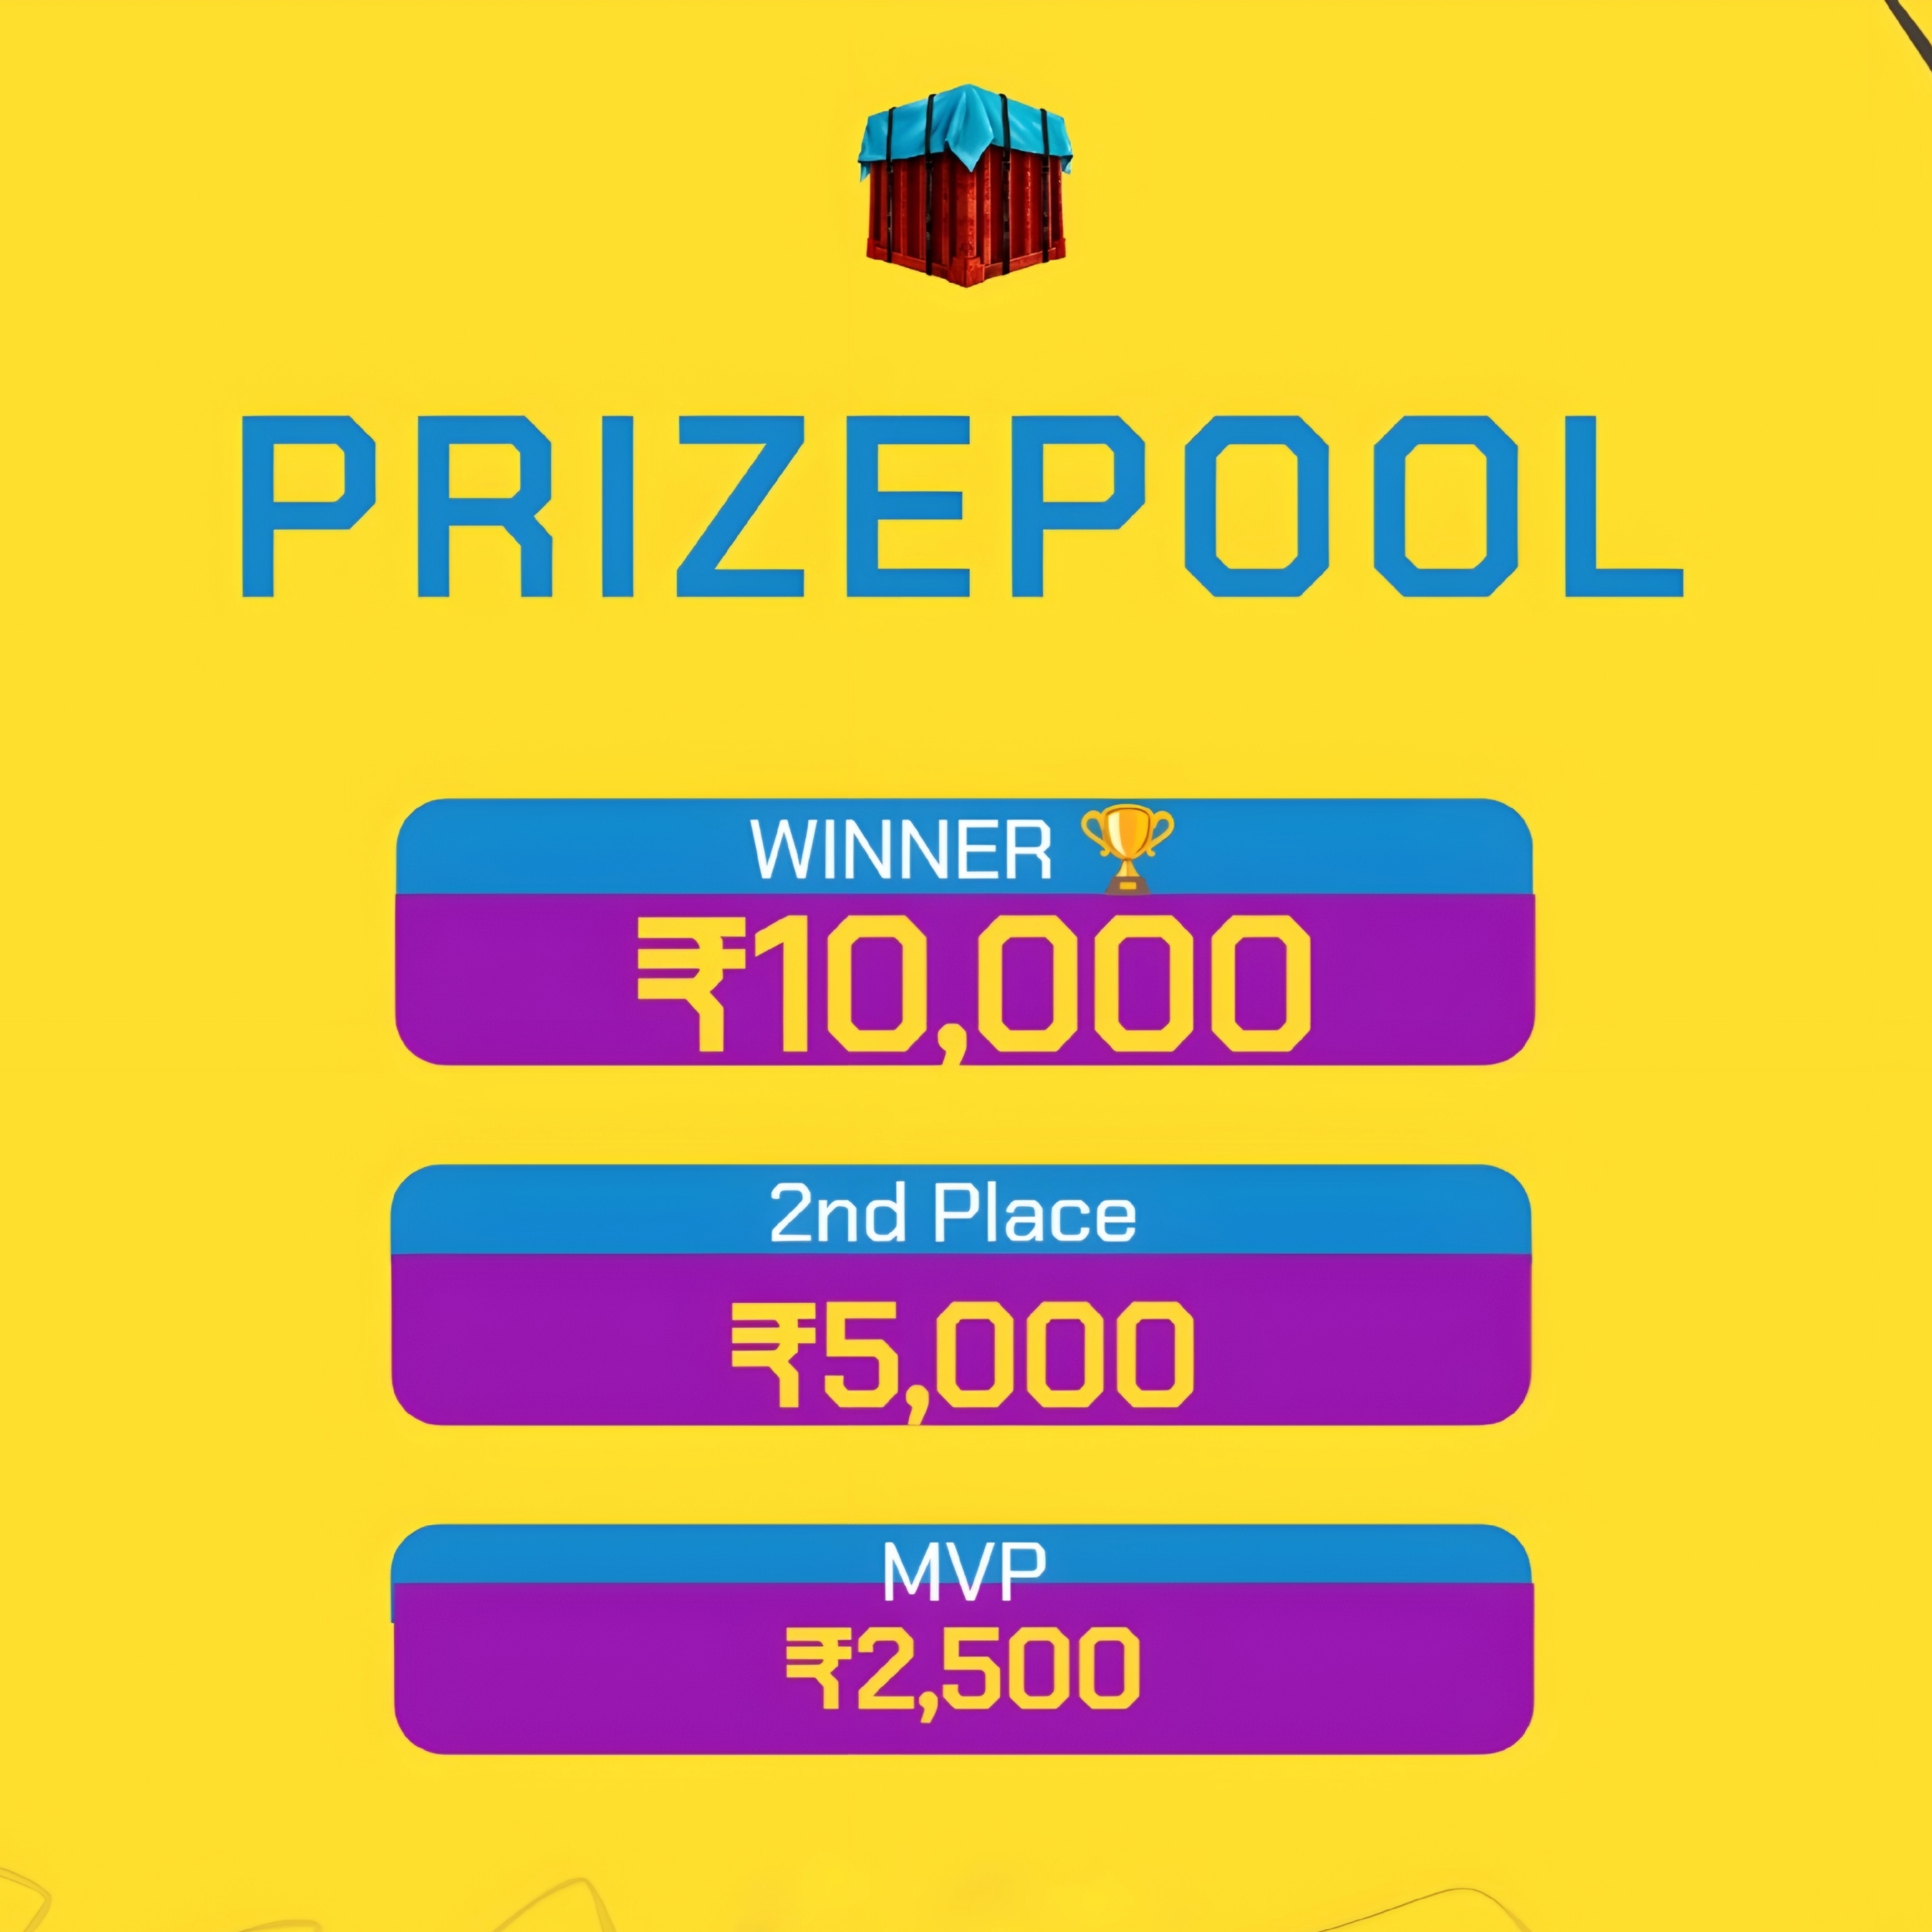 PRIZEPOOL
WINNER 🏆
₹10,000
2nd Place
₹5,000
MVP
₹2,500